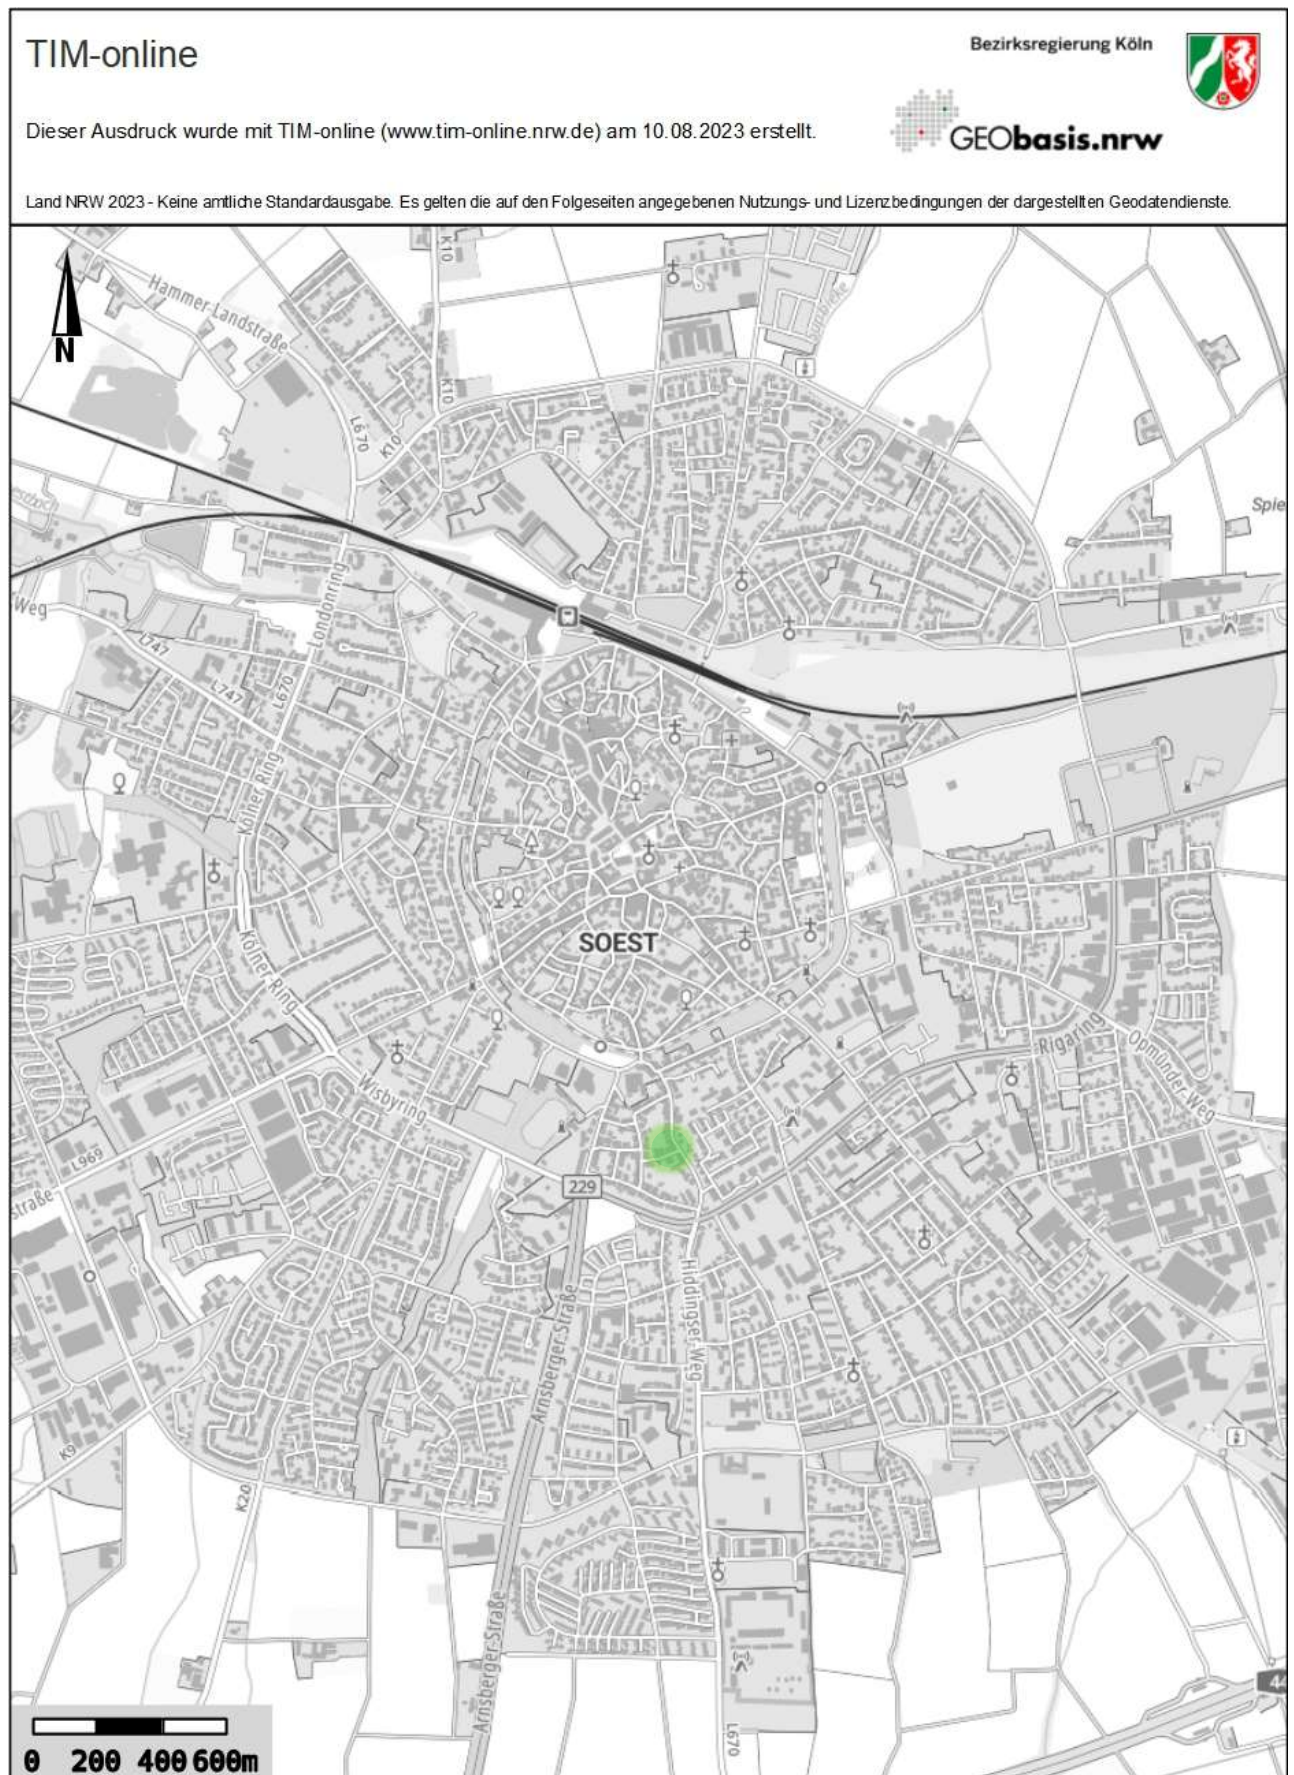 TIM-online
Bezirksregierung Köln
Dieser Ausdruck wurde mit TIM-online (www.tim-online.nrw.de) am 10.08.2023 erstellt.
GEObasis.nrw
Land NRW 2023 - Keine amtliche Standardausgabe. Es gelten die auf den Folgeseiten angegebenen Nutzungs- und Lizenzbedingungen der dargestellten Geodatendienste.
K10
Hammer-Landstraße
N
K10
L670
K10
Spie
Londonring
-Weg
L747
L747
L670
Kölner Ring
SOEST
Kölner-Ring
Rigaring
Opmünder-Weg
Wisbyring
L969
straße
229
Hiddingser-Weg
Arnsberger-Straße
K9
K20
Arnsberger-Straße
44
L670
0 200 400 600m